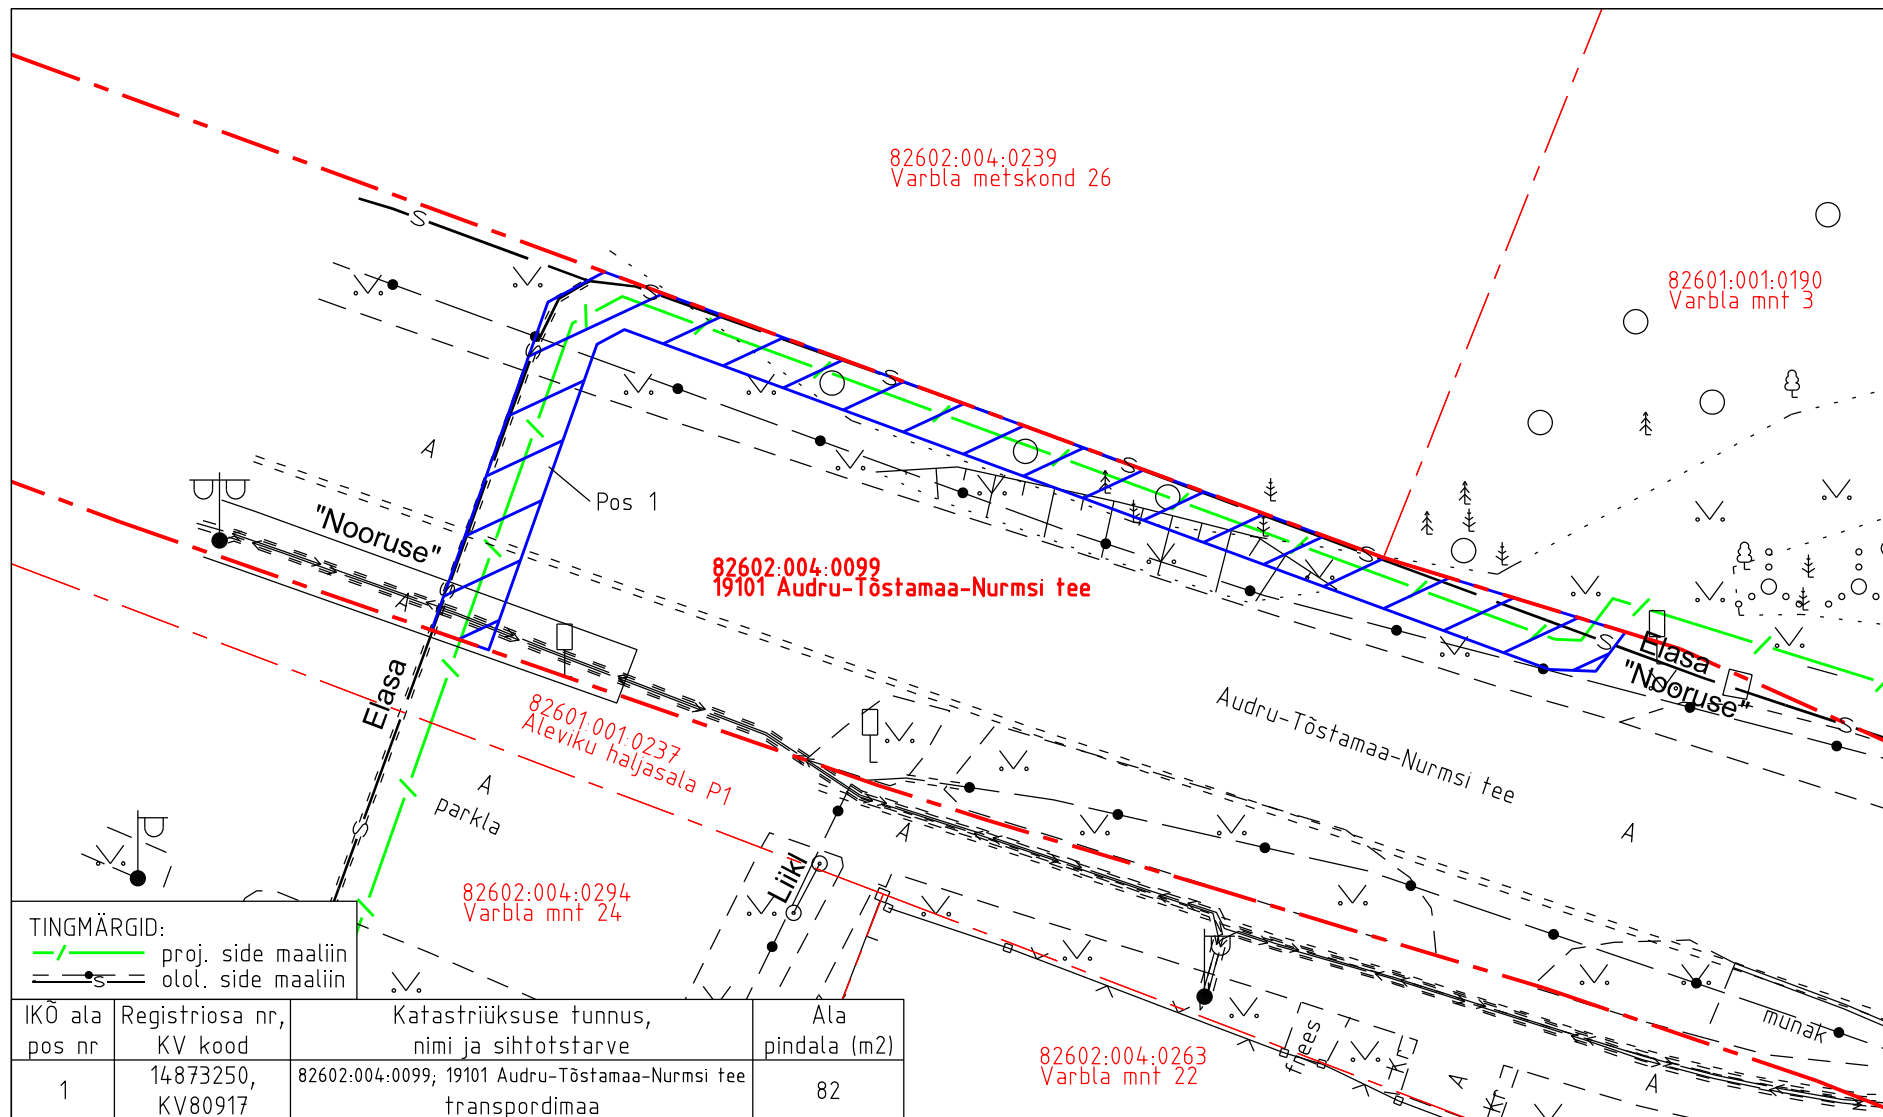 82602:004:0239
Varbla metskond 26
82601:001:0190
Varbla mnt 3
S
S
S
S
S
A
Pos 1
"Nooruse"
82602:004:0099
19101 Audru-Tõstamaa-Nurmsi tee
S
S
A
S
Elasa
"Nooruse"
S
Elasa
82601:001:0237
Aleviku haljasala P1
Audru-Tõstamaa-Nurmsi tee
A
parkla
S
A
A
Liikl
82602:004:0294
Varbla mnt 24
TINGMÄRGID:
proj. side maaliin
S
olol. side maaliin
munak
frees
Kr
A
Kr
A
82602:004:0263
Varbla mnt 22
IKÕ ala pos nr
Registriosa nr, KV kood
Katastriüksuse tunnus, nimi ja sihtotstarve
Ala pindala (m2)
1
14873250, KV80917
82602:004:0099; 19101 Audru-Tõstamaa-Nurmsi tee transpordimaa
82